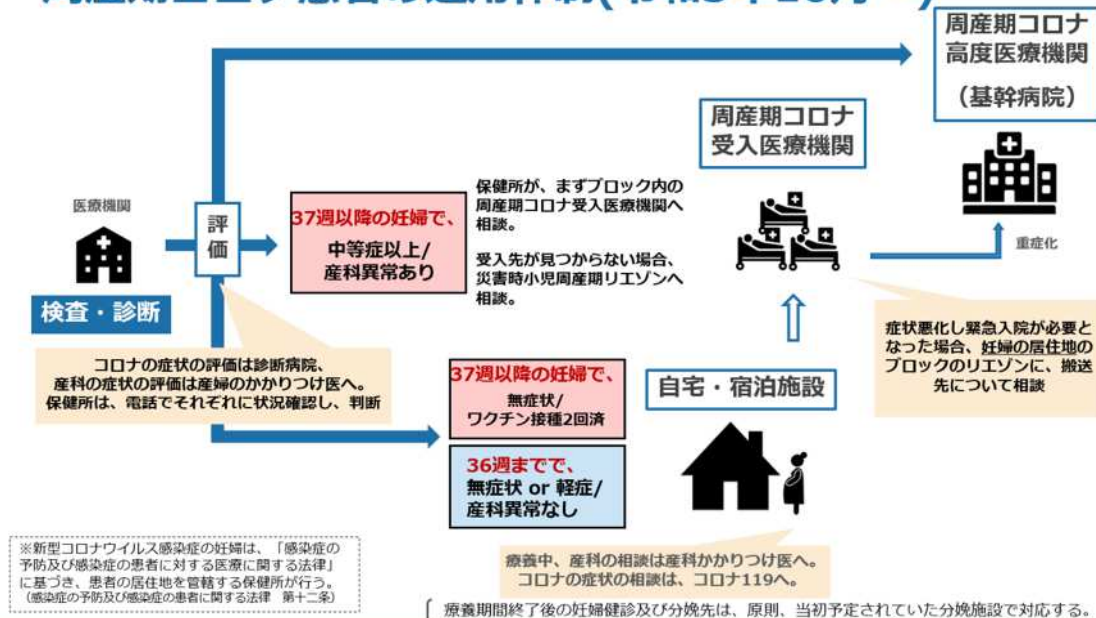 周産期コロナ
高度医療機関
(基幹病院)
周産期コロナ
受入医療機関
医療機関
評
価
検査・診断
37週以降の妊婦で、
中等症以上/
産科異常あり
保健所が、まずブロック内の
周産期コロナ受入医療機関へ
相談。
受入先が見つからない場合、
災害時小児周産期リエゾンへ
相談。
重症化
コロナの症状の評価は診断病院、
産科の症状の評価は産婦のかかりつけ医へ。
保健所は、電話でそれぞれに状況確認し、判断
症状悪化し緊急入院が必要と
なった場合、妊婦の居住地の
ブロックのリエゾンに、搬送
先について相談
37週以降の妊婦で、
無症状/
ワクチン接種2回済
自宅・宿泊施設
36週までで、
無症状 or 軽症/
産科異常なし
※新型コロナウイルス感染症の妊婦は、「感染症の
予防及び感染症の患者に対する医療に関する法律」
に基づき、患者の居住地を管轄する保健所が行う。
(感染症の予防及び感染症の患者に関する法律 第十二条)
療養中、産科の相談は産科かかりつけ医へ。
コロナの症状の相談は、コロナ119へ。
療養期間終了後の妊婦健診及び分娩先は、原則、当初予定されていた分娩施設で対応する。